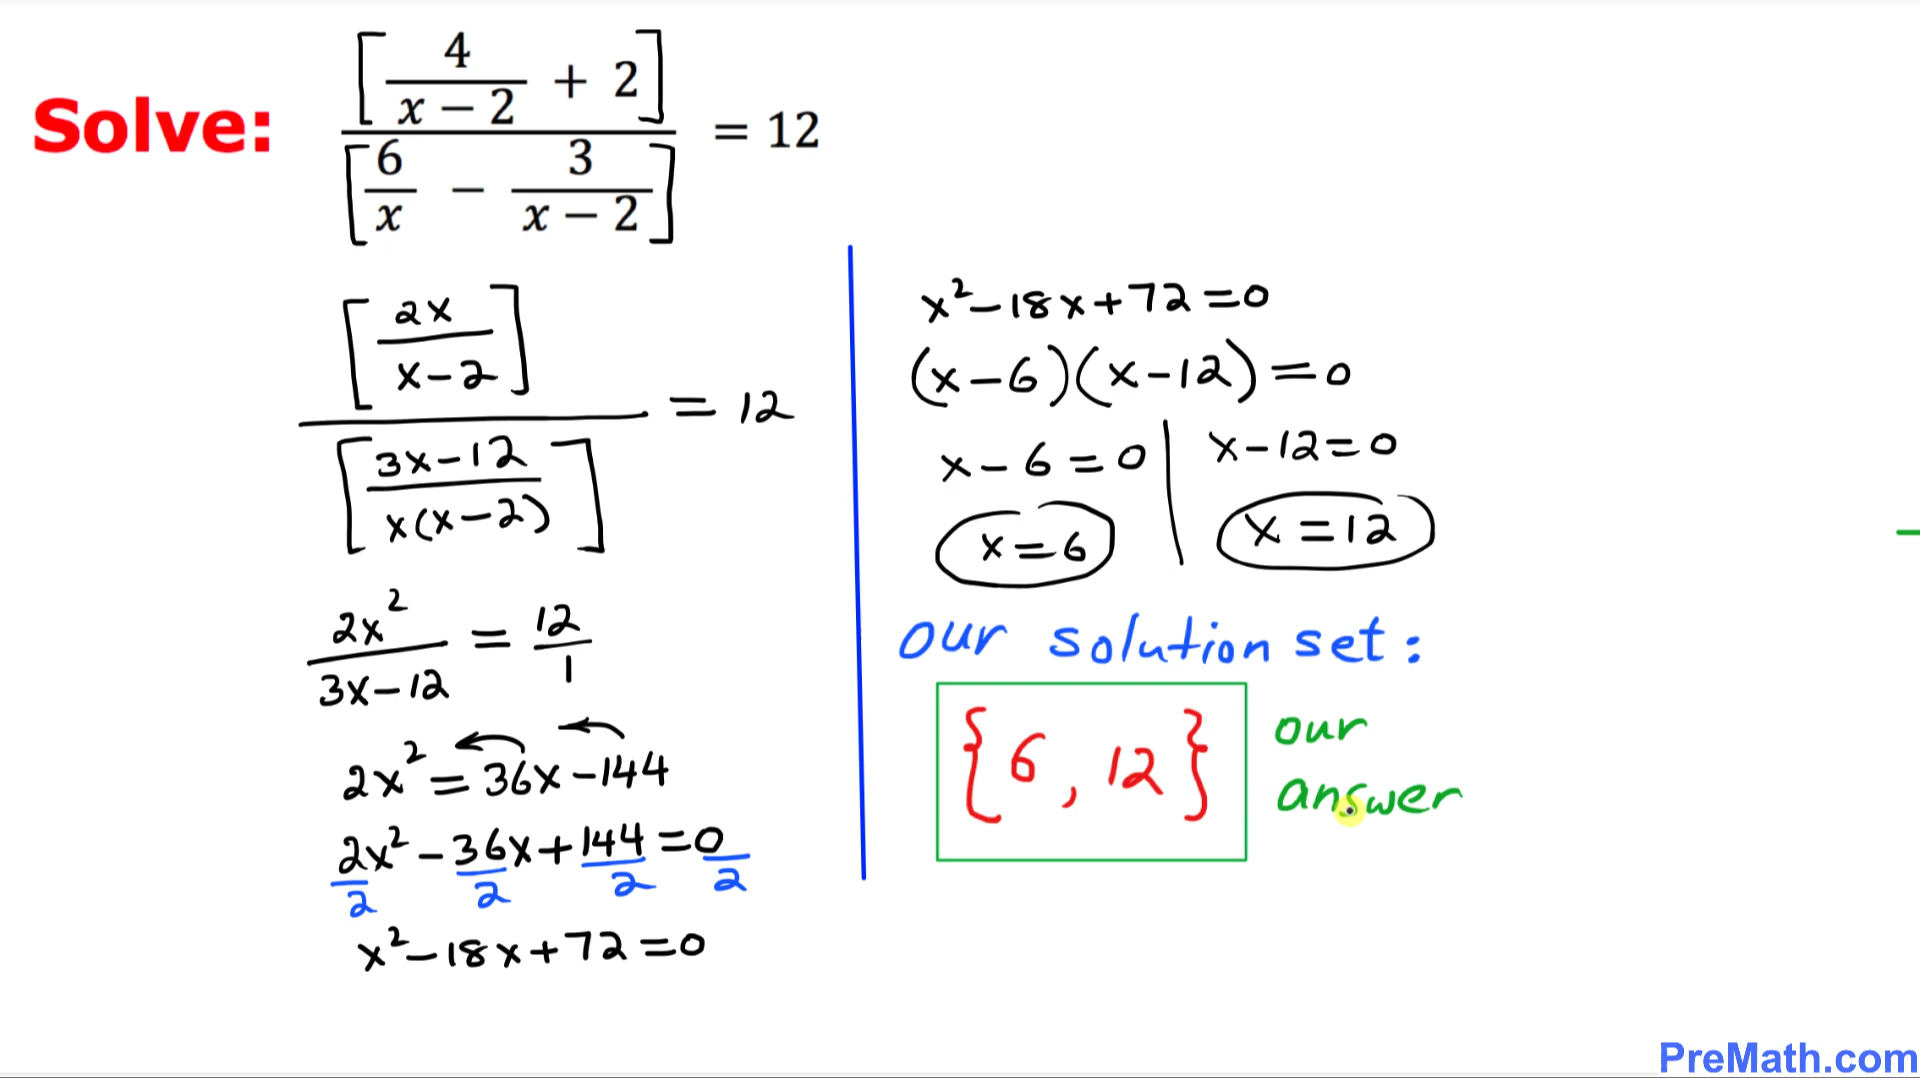 Solve: [4/(x − 2) + 2] / [6/x − 3/(x − 2)] = 12
[2x/(x-2)] / [(3x-12)/(x(x-2))] = 12
2x²/(3x-12) = 12/1
2x² = 36x - 144
2x²/2 - 36x/2 + 144/2 = 0/2
x² - 18x + 72 = 0
x² - 18x + 72 = 0
(x - 6)(x - 12) = 0
x - 6 = 0 | x - 12 = 0
x = 6 | x = 12
our solution set:
{6, 12} our answer
PreMath.com